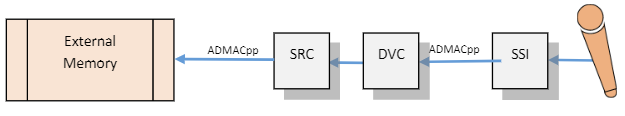 External
Memory
ADMACpp
SRC
DVC
ADMACpp
SSI